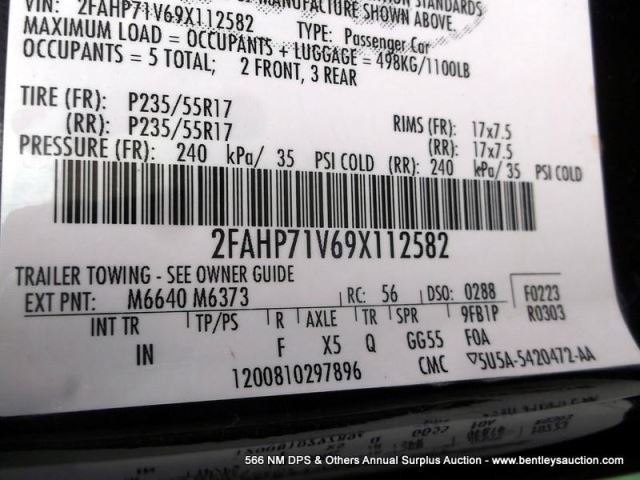 MANUFACTURE SHOWN ABOVE.
VIN: 2FAHP71V69X112582 TYPE: Passenger Car
MAXIMUM LOAD = OCCUPANTS + LUGGAGE = 498KG/1100LB
OCCUPANTS = 5 TOTAL; 2 FRONT, 3 REAR
TIRE (FR): P235/55R17 RIMS (FR): 17x7.5
(RR): P235/55R17 (RR): 17x7.5
PRESSURE (FR): 240 kPa/ 35 PSI COLD (RR): 240 kPa/ 35 PSI COLD
2FAHP71V69X112582
TRAILER TOWING - SEE OWNER GUIDE
EXT PNT: M6640 M6373 RC: 56 DSO: 0288 F0223
INT TR TP/PS R AXLE TR SPR 9FB1P R0303
IN F X5 Q GG55 F0A
1200810297896 CMC ▽5U5A-5420472-AA
566 NM DPS & Others Annual Surplus Auction - www.bentleysauction.com